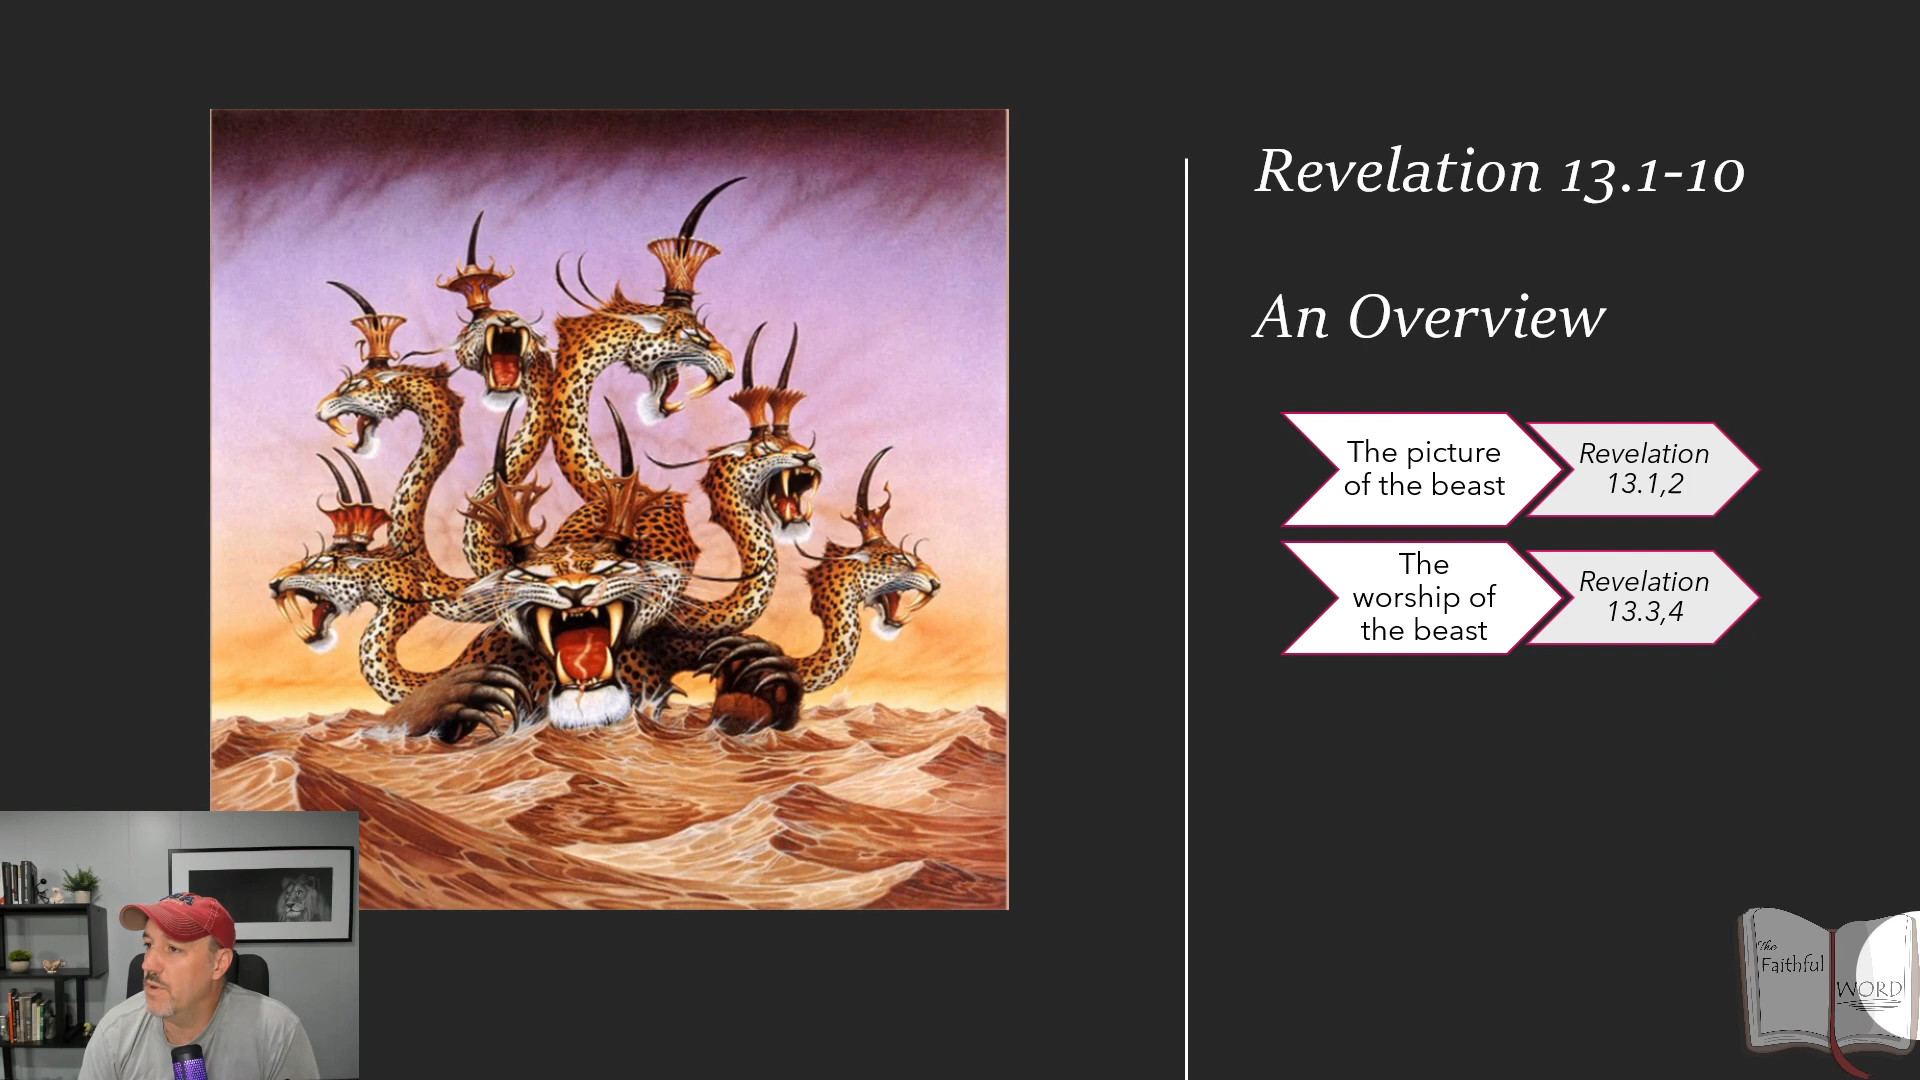 Revelation 13.1-10
An Overview
The picture
of the beast
Revelation
13.1,2
The
worship of
the beast
Revelation
13.3,4
The
Faithful
WORD